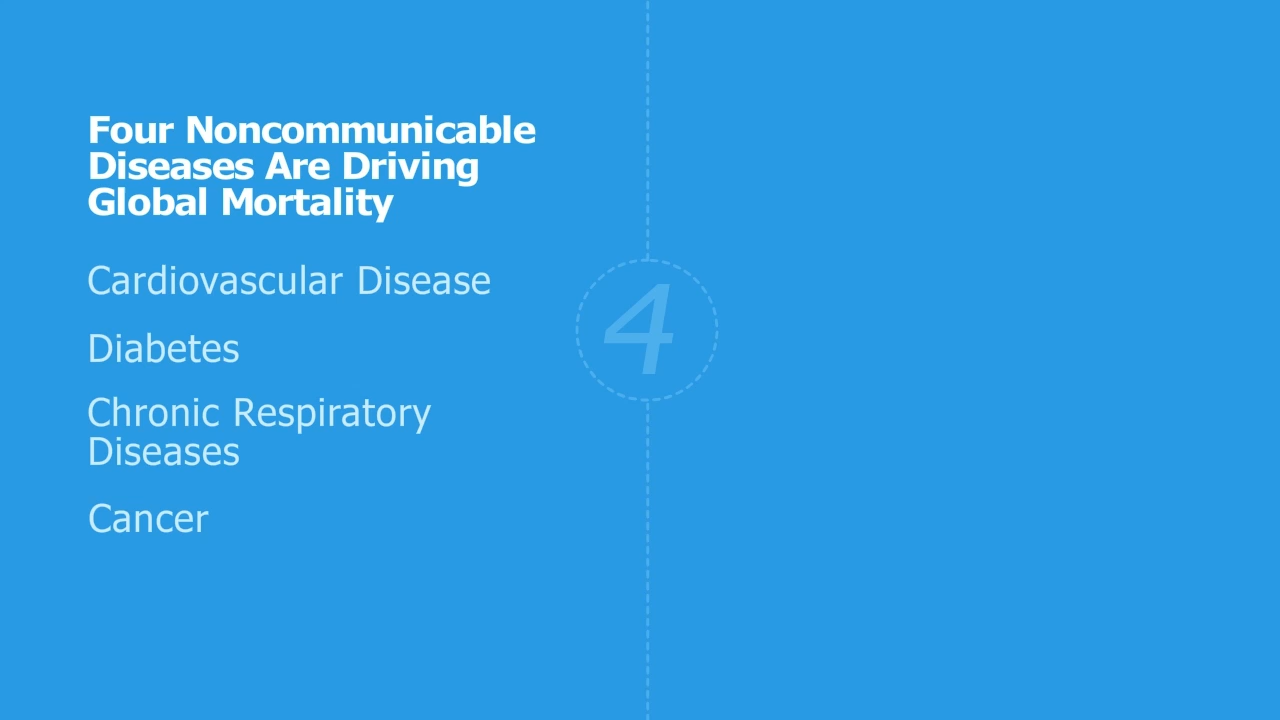 Four Noncommunicable
Diseases Are Driving
Global Mortality
Cardiovascular Disease
Diabetes
Chronic Respiratory
Diseases
Cancer
4